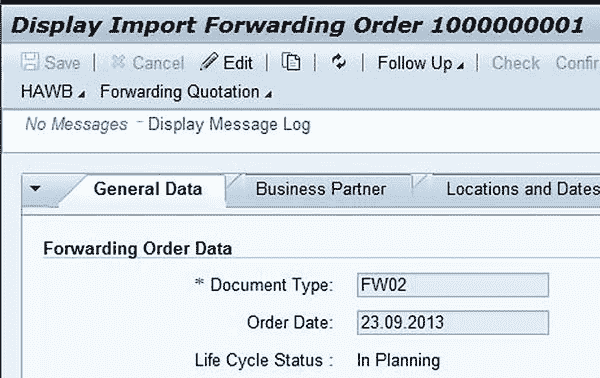 Display Import Forwarding Order 1000000001
Save | Cancel Edit | | Follow Up | Check
HAWB Forwarding Quotation
No Messages - Display Message Log
General Data Business Partner Locations and Dates
Forwarding Order Data
* Document Type: FW02
Order Date: 23.09.2013
Life Cycle Status : In Planning